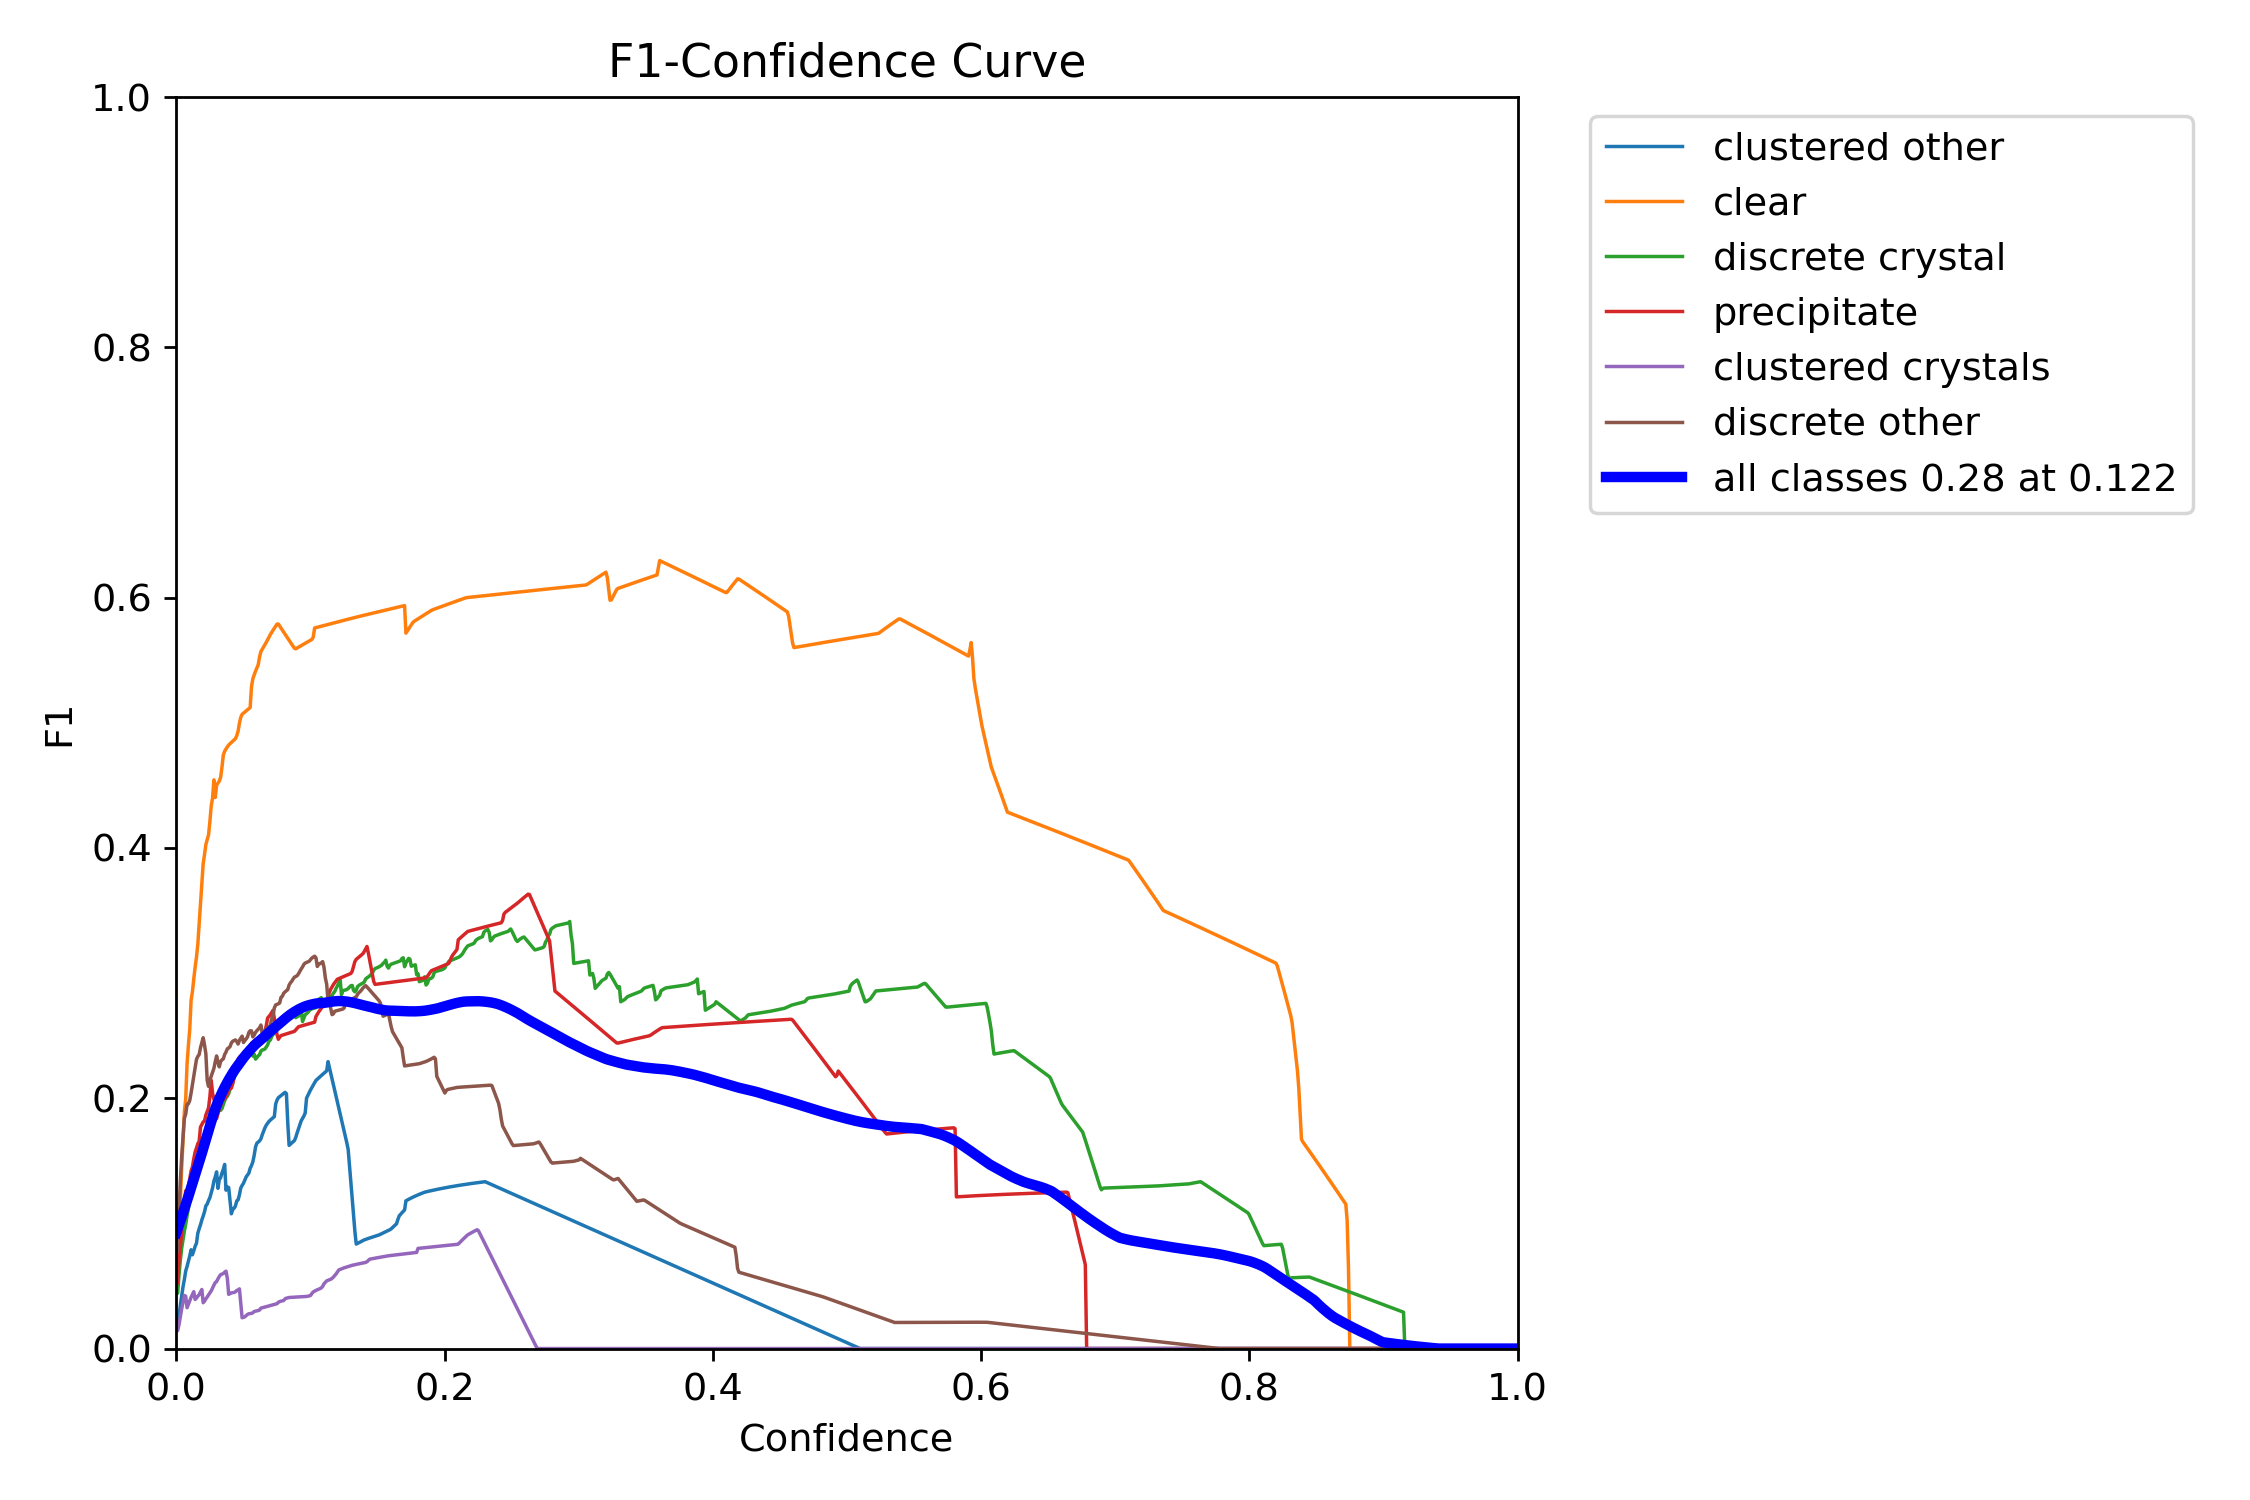 F1-Confidence Curve
1.0
0.8
0.6
0.4
0.2
0.0
F1
0.0 0.2 0.4 0.6 0.8 1.0
Confidence
clustered other
clear
discrete crystal
precipitate
clustered crystals
discrete other
all classes 0.28 at 0.122